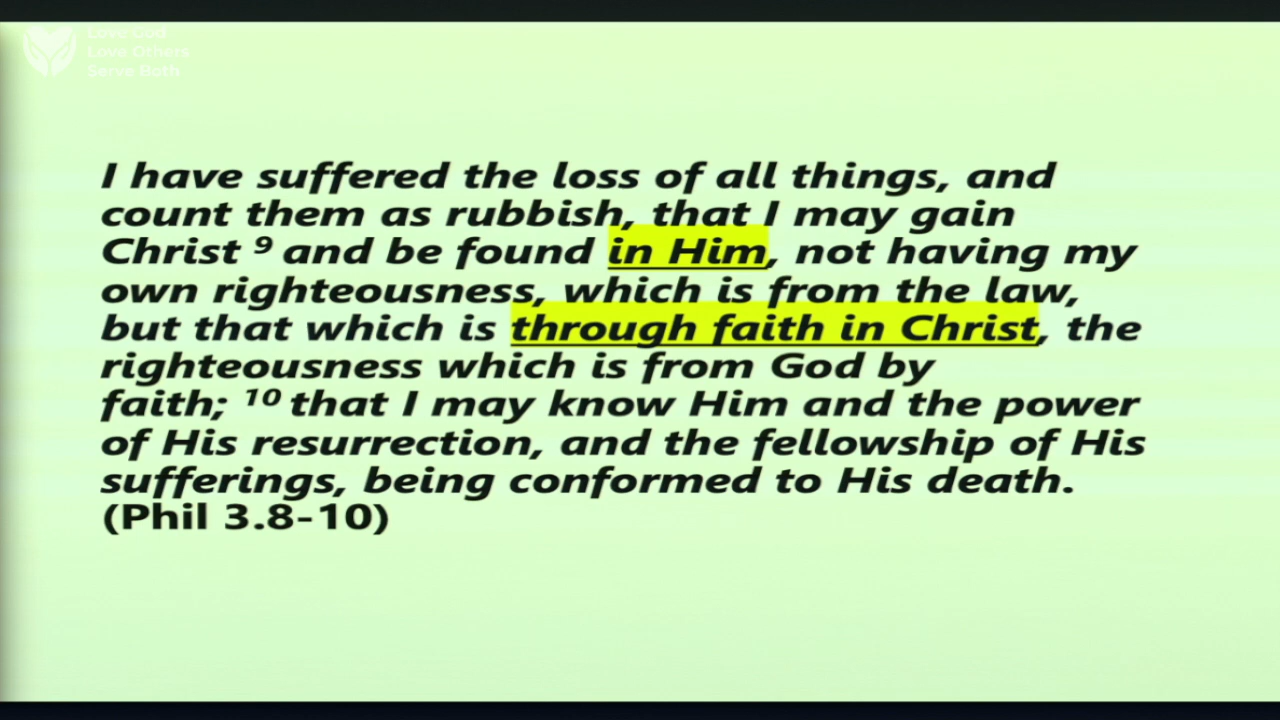 Love God
Love Others
Serve Both
I have suffered the loss of all things, and
count them as rubbish, that I may gain
Christ ⁹ and be found in Him, not having my
own righteousness, which is from the law,
but that which is through faith in Christ, the
righteousness which is from God by
faith; ¹⁰ that I may know Him and the power
of His resurrection, and the fellowship of His
sufferings, being conformed to His death.
(Phil 3.8-10)